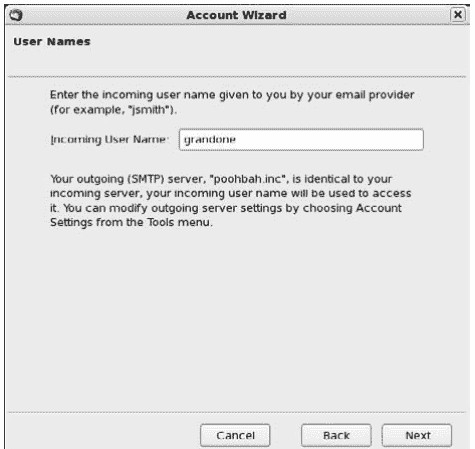 Account Wizard
User Names
Enter the incoming user name given to you by your email provider
(for example, "jsmith").
Incoming User Name: grandone
Your outgoing (SMTP) server, "poohbah.inc", is identical to your
incoming server, your incoming user name will be used to access
it. You can modify outgoing server settings by choosing Account
Settings from the Tools menu.
Cancel Back Next